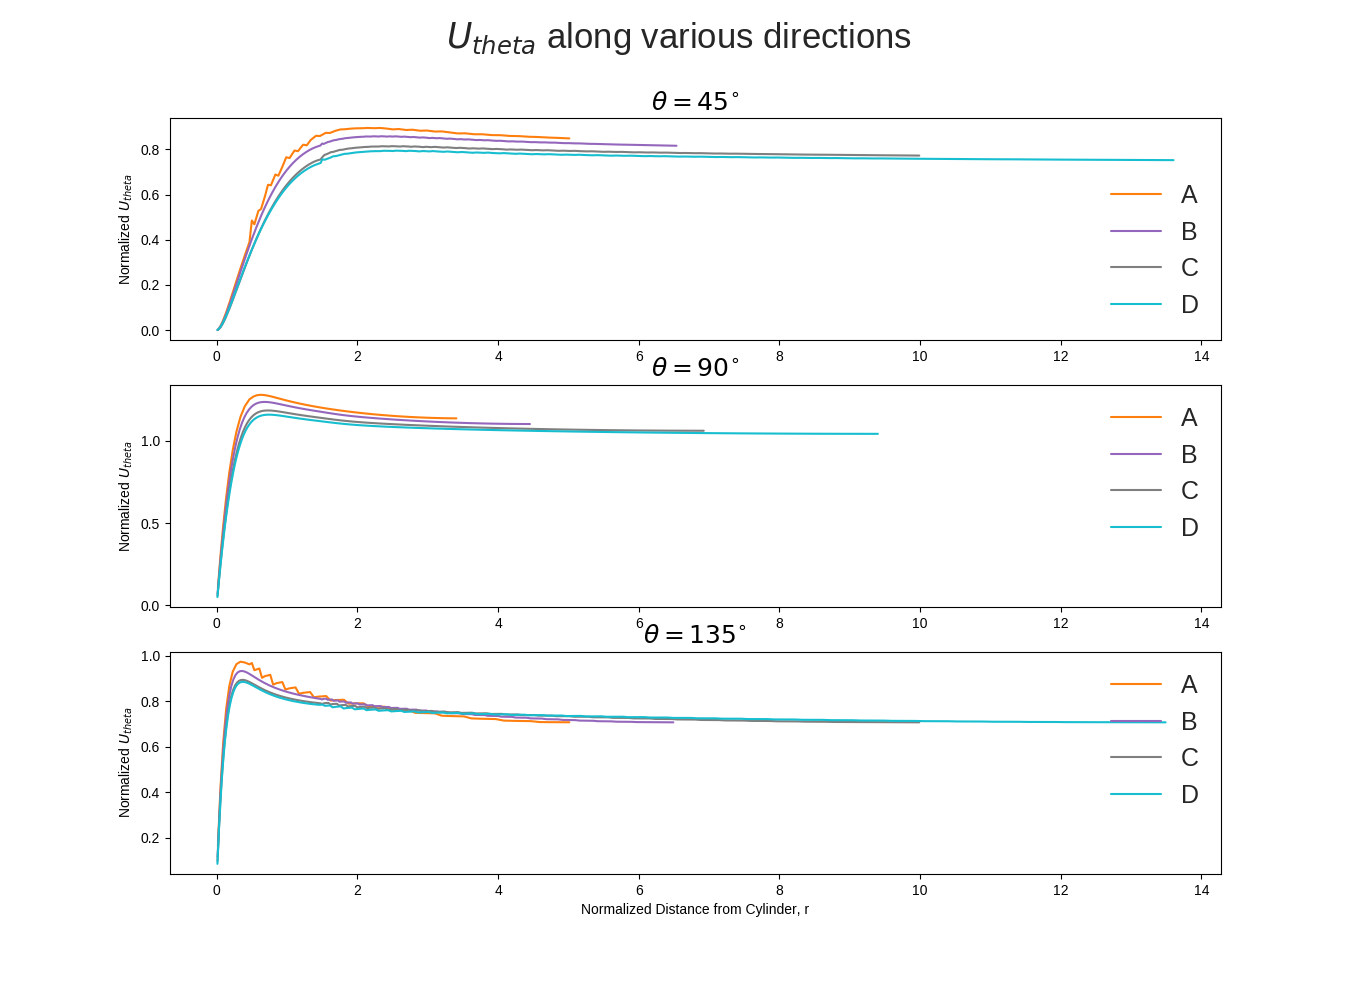 U_theta along various directions
θ = 45°
Normalized U_theta
0.8
0.6
0.4
0.2
0.0
0 2 4 6 8 10 12 14
A
B
C
D
θ = 90°
Normalized U_theta
1.0
0.5
0.0
0 2 4 6 8 10 12 14
A
B
C
D
θ = 135°
Normalized U_theta
1.0
0.8
0.6
0.4
0.2
0 2 4 6 8 10 12 14
A
B
C
D
Normalized Distance from Cylinder, r